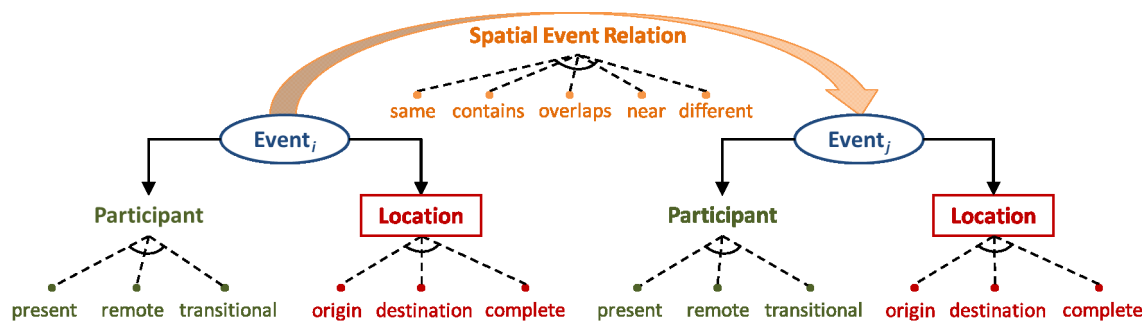 Spatial Event Relation
same contains overlaps near different
Eventᵢ Eventⱼ
Participant Location Participant Location
present remote transitional origin destination complete present remote transitional origin destination complete